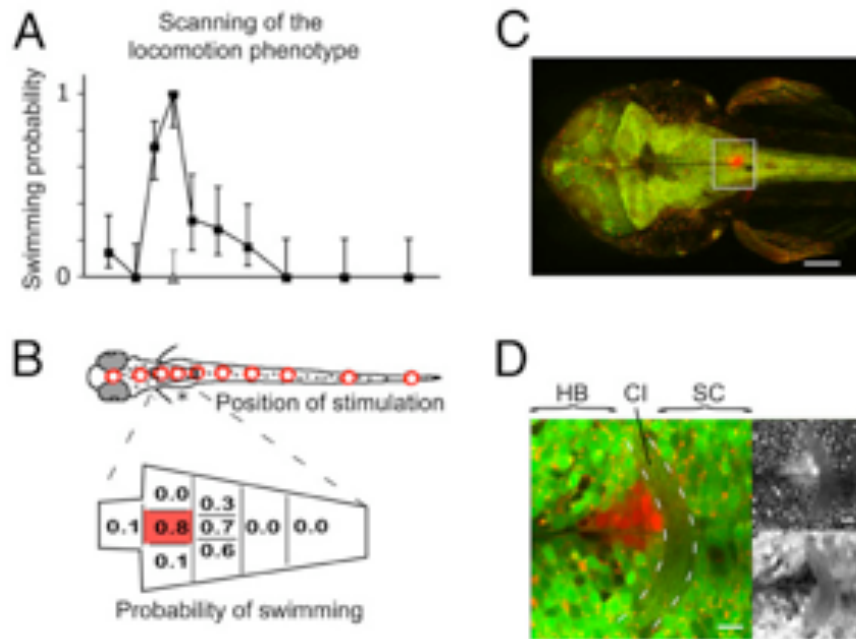 A
Scanning of the
locomotion phenotype
Swimming probability
1
0
B
Position of stimulation
0.0
0.3
0.1 0.8 0.7 0.0 0.0
0.6
0.1
Probability of swimming
C
D
HB CI SC